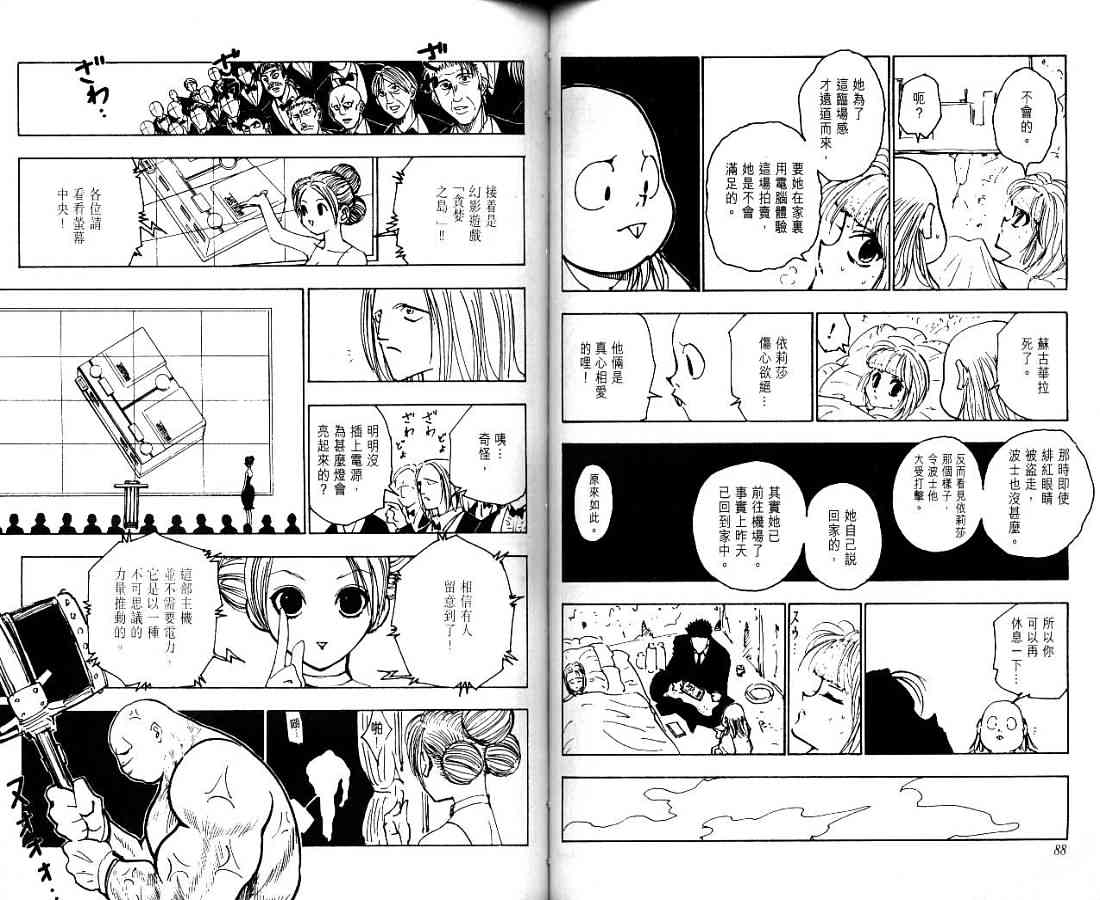 不會的。
呃？
她為了
這臨場感
才遠道而來，
要她在家裏
用電腦體驗
這場拍賣，
她是不會
滿足的。
蘇古華拉
死了。
！
依莉莎
傷心欲絕…
他倆是
真心相愛
的哩！
那時即使
緋紅眼睛
被盜走，
波士也沒甚麼。
反而看見依莉莎
那個樣子，
令波士他
大受打擊。
她自己說
回家的，
其實她已
前往機場了。
事實上昨天
已回到家中。
原來如此。
所以你
可以再
休息一下…
スゥ
88
ざわ…
ざ
ざ
接着是
幻影遊戲
「貪婪
之島」!!
各位請
看看螢幕
中央！
咦，
奇怪，
ざわ
ざわ
明明沒
插上電源，
為甚麼燈會
亮起來的？
相信有人
留意到了！
這部主機
並不需要電力，
它是以一種
不可思議的
力量推動的。
啪